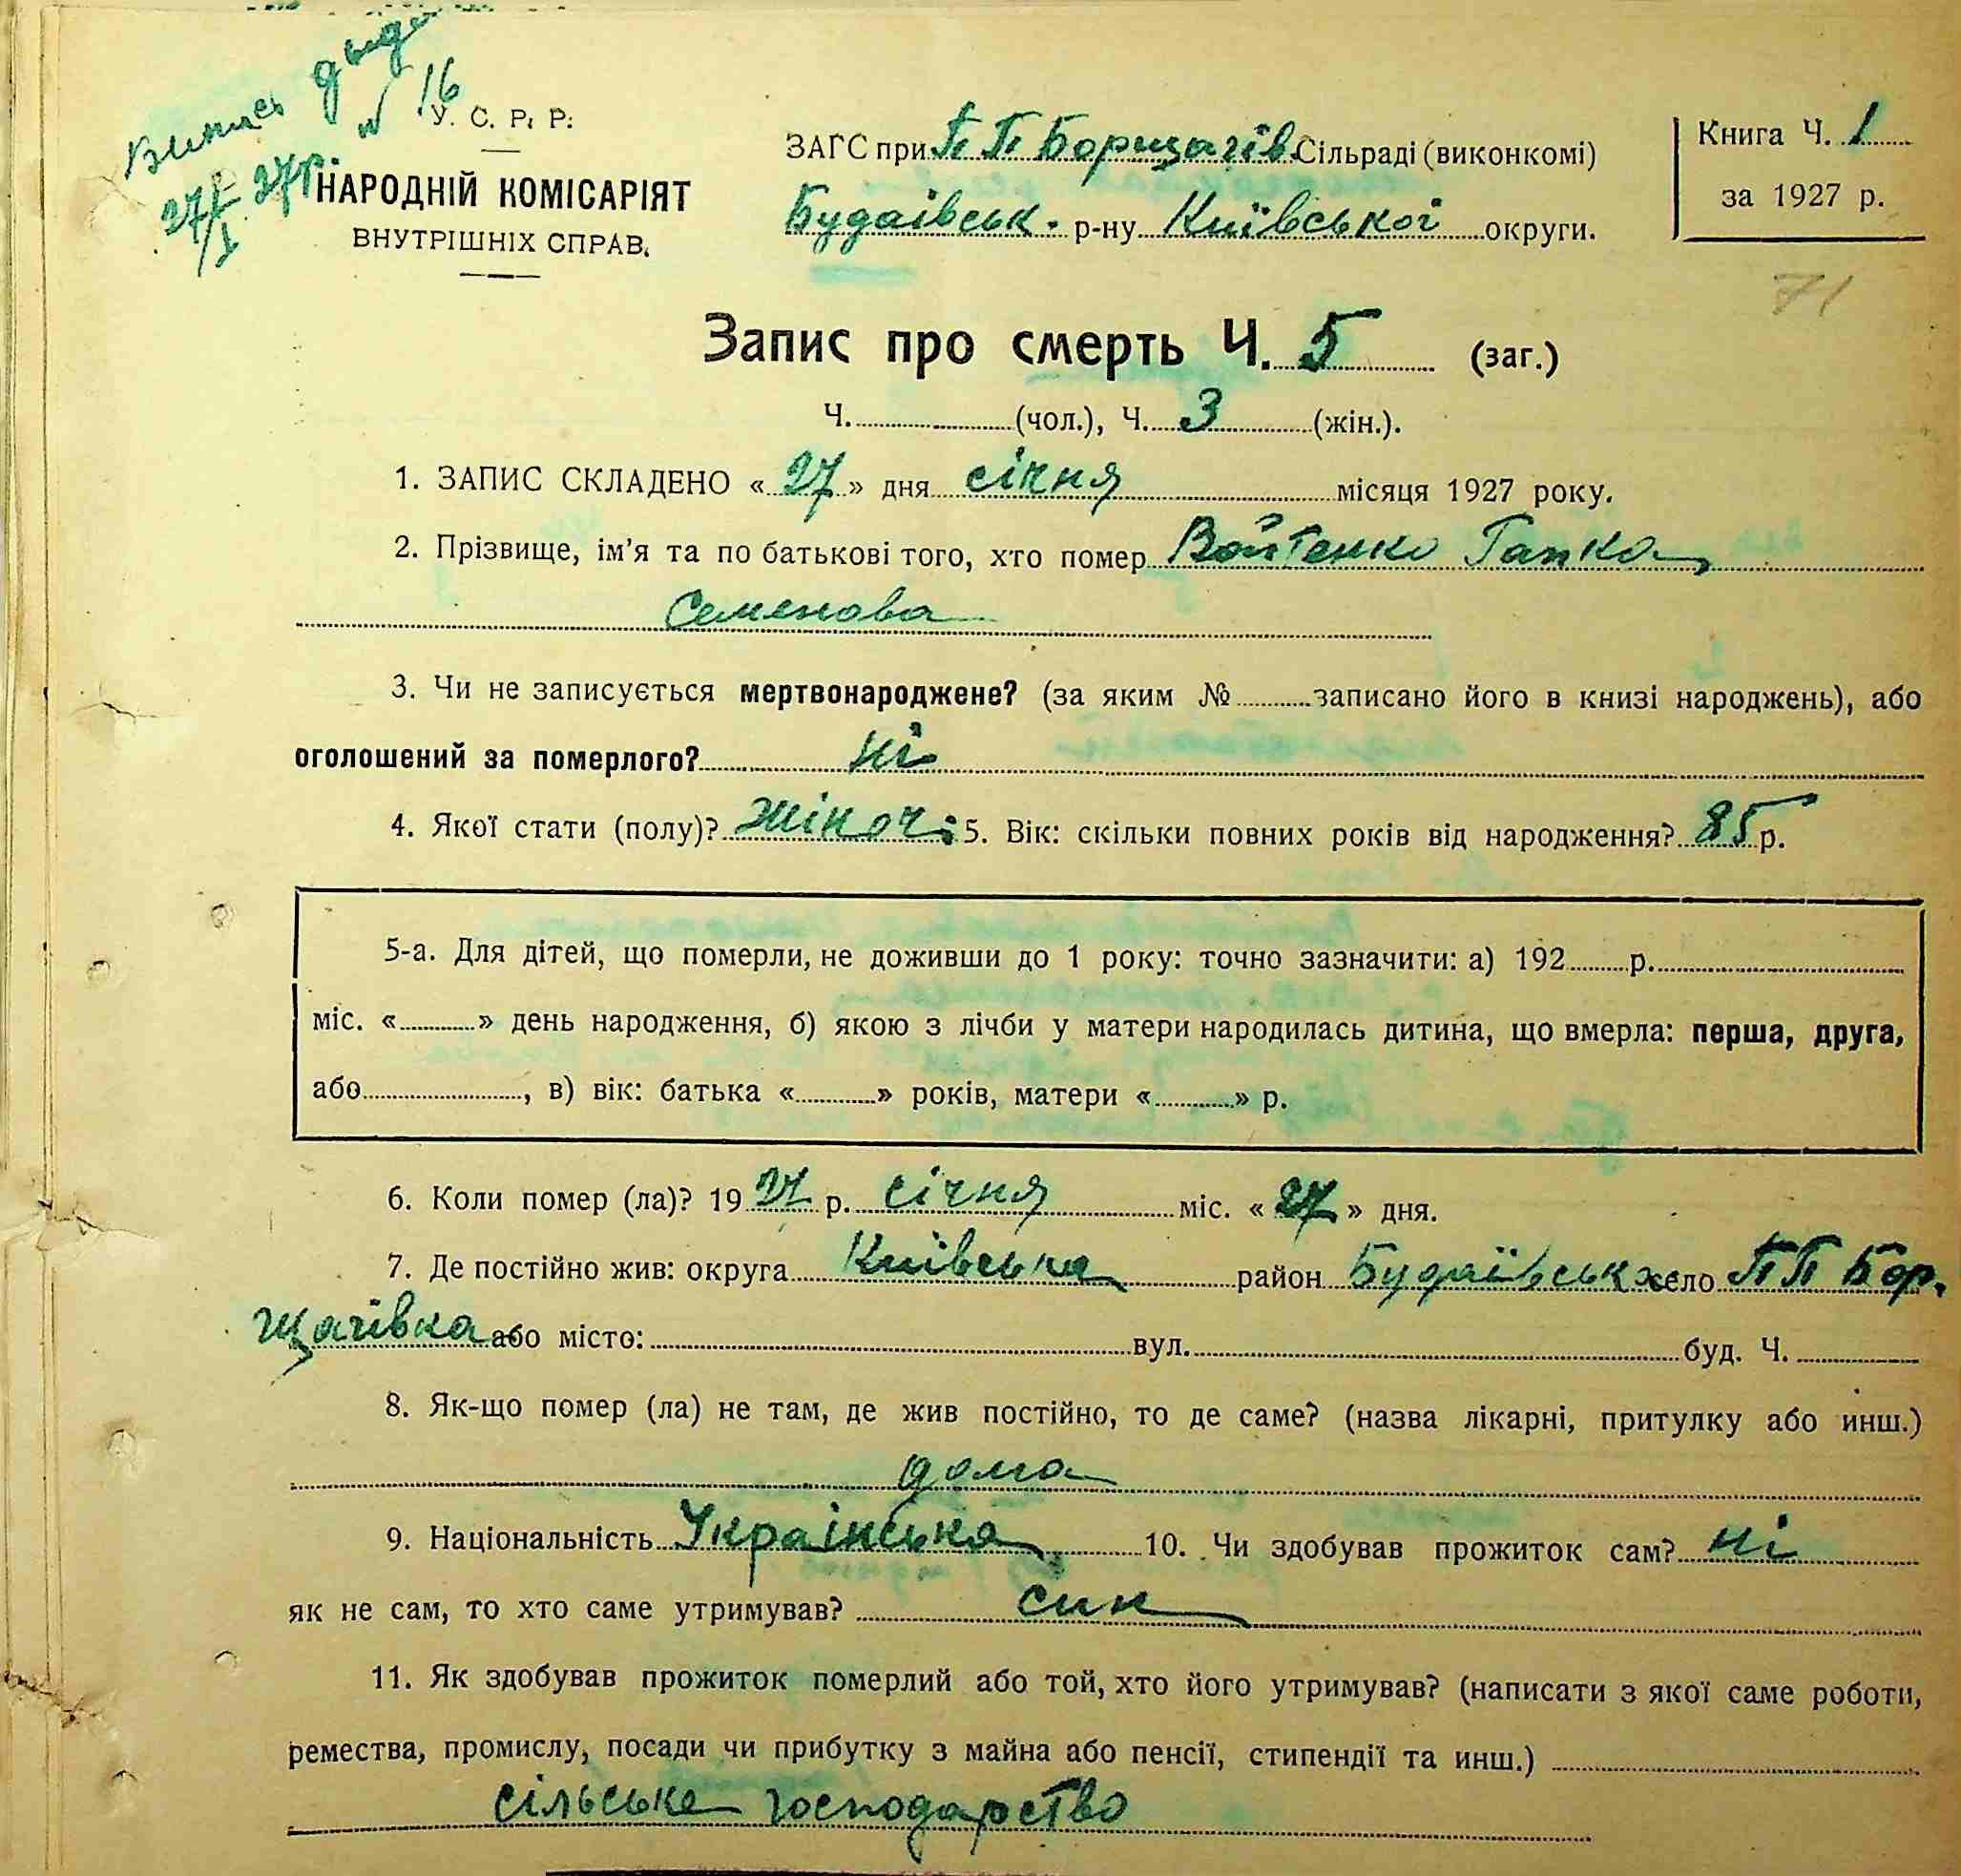 Випись
№ 16
27/I 27 р.
У. С. Р. Р.
НАРОДНІЙ КОМІСАРІЯТ
ВНУТРІШНІХ СПРАВ.
ЗАГС при П П Борщагів. Сільраді (виконкомі)
Будаівськ. р-ну Київської округи.
Книга Ч. 1
за 1927 р.
71
Запис про смерть Ч. 5 (заг.)
Ч. (чол.), Ч. 3 (жін.).
1. ЗАПИС СКЛАДЕНО « 27 » дня січня місяця 1927 року.
2. Прізвище, ім’я та по батькові того, хто помер Войтенко Гапка
Семенова
3. Чи не записується мертвонароджене? (за яким № записано його в книзі народжень), або
оголошений за померлого? ні
4. Якої стати (полу)? жіноч. 5. Вік: скільки повних років від народження? 85 р.
5-а. Для дітей, що померли, не доживши до 1 року: точно зазначити: а) 192 р.
міс. « » день народження, б) якою з лічби у матери народилась дитина, що вмерла: перша, друга,
або , в) вік: батька « » років, матери « » р.
6. Коли помер (ла)? 19 27 р. січня міс. « 27 » дня.
7. Де постійно жив: округа Київська район Будаївськ село П П Бор.
щагівка або місто: вул. буд. Ч.
8. Як-що помер (ла) не там, де жив постійно, то де саме? (назва лікарні, притулку або инш.)
дома
9. Національність Українська 10. Чи здобував прожиток сам? ні
як не сам, то хто саме утримував? син
11. Як здобував прожиток померлий або той, хто його утримував? (написати з якої саме роботи,
ремества, промислу, посади чи прибутку з майна або пенсії, стипендії та инш.)
сільське господарство